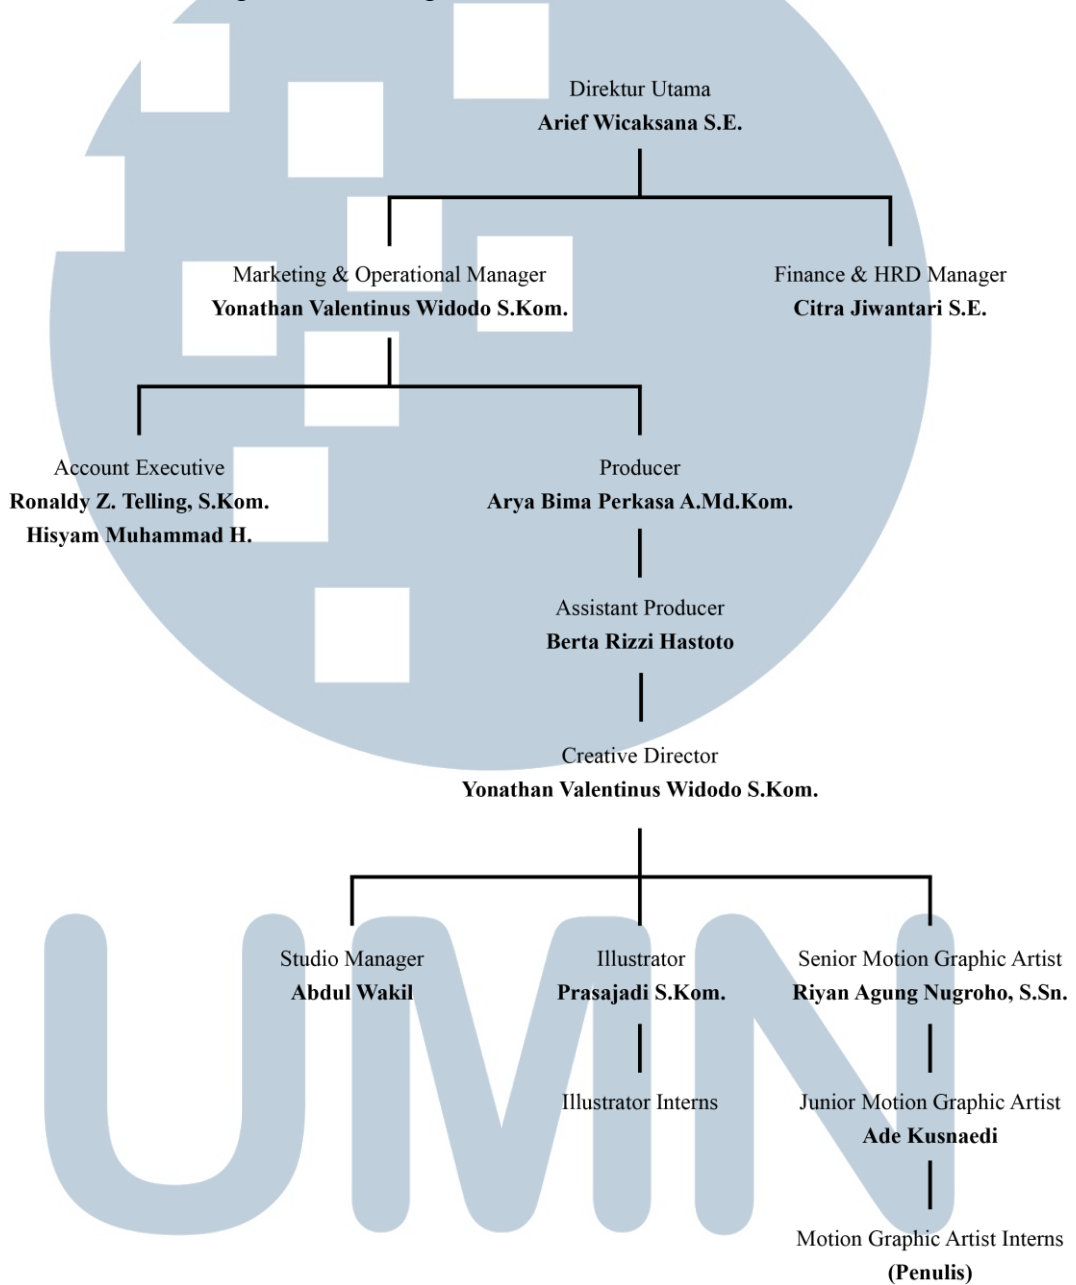 Direktur Utama
Arief Wicaksana S.E.
Marketing & Operational Manager
Yonathan Valentinus Widodo S.Kom.
Finance & HRD Manager
Citra Jiwantari S.E.
Account Executive
Ronaldy Z. Telling, S.Kom.
Hisyam Muhammad H.
Producer
Arya Bima Perkasa A.Md.Kom.
Assistant Producer
Berta Rizzi Hastoto
Creative Director
Yonathan Valentinus Widodo S.Kom.
Studio Manager
Abdul Wakil
Illustrator
Prasajadi S.Kom.
Senior Motion Graphic Artist
Riyan Agung Nugroho, S.Sn.
Illustrator Interns
Junior Motion Graphic Artist
Ade Kusnaedi
Motion Graphic Artist Interns
(Penulis)
UMN